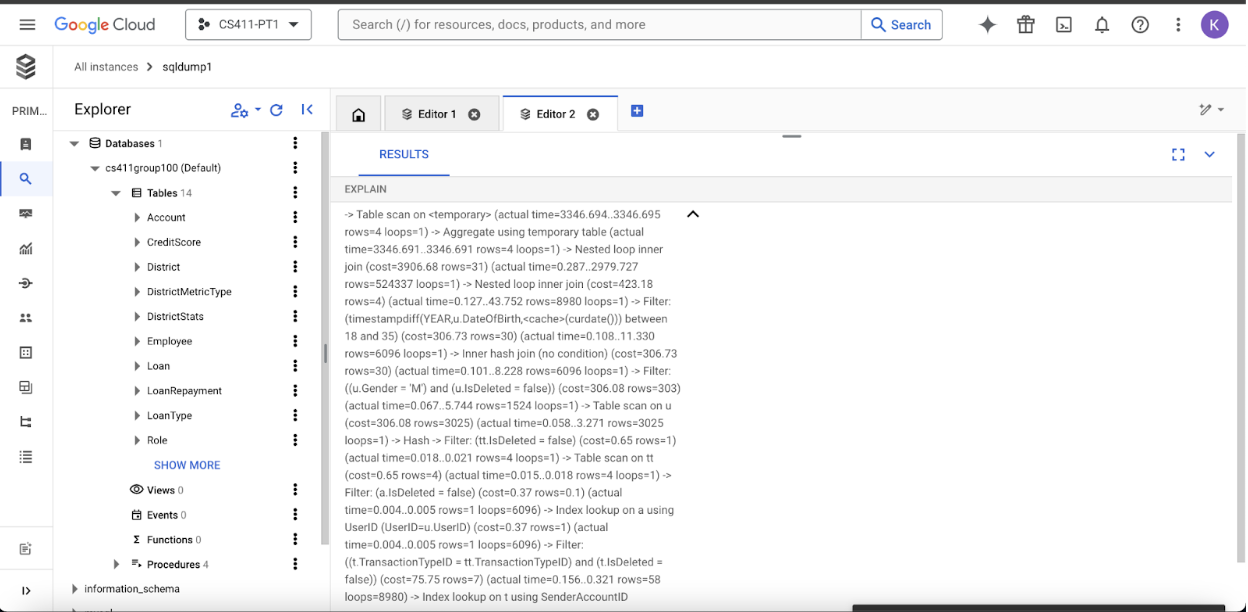 Google Cloud
CS411-PT1
Search (/) for resources, docs, products, and more
Search
K
All instances
sqldump1
PRIM...
Explorer
Editor 1
Editor 2
Databases 1
cs411group100 (Default)
Tables 14
Account
CreditScore
District
DistrictMetricType
DistrictStats
Employee
Loan
LoanRepayment
LoanType
Role
SHOW MORE
Views 0
Events 0
Functions 0
Procedures 4
information_schema
RESULTS
EXPLAIN
-> Table scan on <temporary> (actual time=3346.694..3346.695
rows=4 loops=1) -> Aggregate using temporary table (actual
time=3346.691..3346.691 rows=4 loops=1) -> Nested loop inner
join (cost=3906.68 rows=31) (actual time=0.287..2979.727
rows=524337 loops=1) -> Nested loop inner join (cost=423.18
rows=4) (actual time=0.127..43.752 rows=8980 loops=1) -> Filter:
(timestampdiff(YEAR,u.DateOfBirth,<cache>(curdate())) between
18 and 35) (cost=306.73 rows=30) (actual time=0.108..11.330
rows=6096 loops=1) -> Inner hash join (no condition) (cost=306.73
rows=30) (actual time=0.101..8.228 rows=6096 loops=1) -> Filter:
((u.Gender = 'M') and (u.IsDeleted = false)) (cost=306.08 rows=303)
(actual time=0.067..5.744 rows=1524 loops=1) -> Table scan on u
(cost=306.08 rows=3025) (actual time=0.058..3.271 rows=3025
loops=1) -> Hash -> Filter: (tt.IsDeleted = false) (cost=0.65 rows=1)
(actual time=0.018..0.021 rows=4 loops=1) -> Table scan on tt
(cost=0.65 rows=4) (actual time=0.015..0.018 rows=4 loops=1) ->
Filter: (a.IsDeleted = false) (cost=0.37 rows=0.1) (actual
time=0.004..0.005 rows=1 loops=6096) -> Index lookup on a using
UserID (UserID=u.UserID) (cost=0.37 rows=1) (actual
time=0.004..0.005 rows=1 loops=6096) -> Filter:
((t.TransactionTypeID = tt.TransactionTypeID) and (t.IsDeleted =
false)) (cost=75.75 rows=7) (actual time=0.156..0.321 rows=58
loops=8980) -> Index lookup on t using SenderAccountID